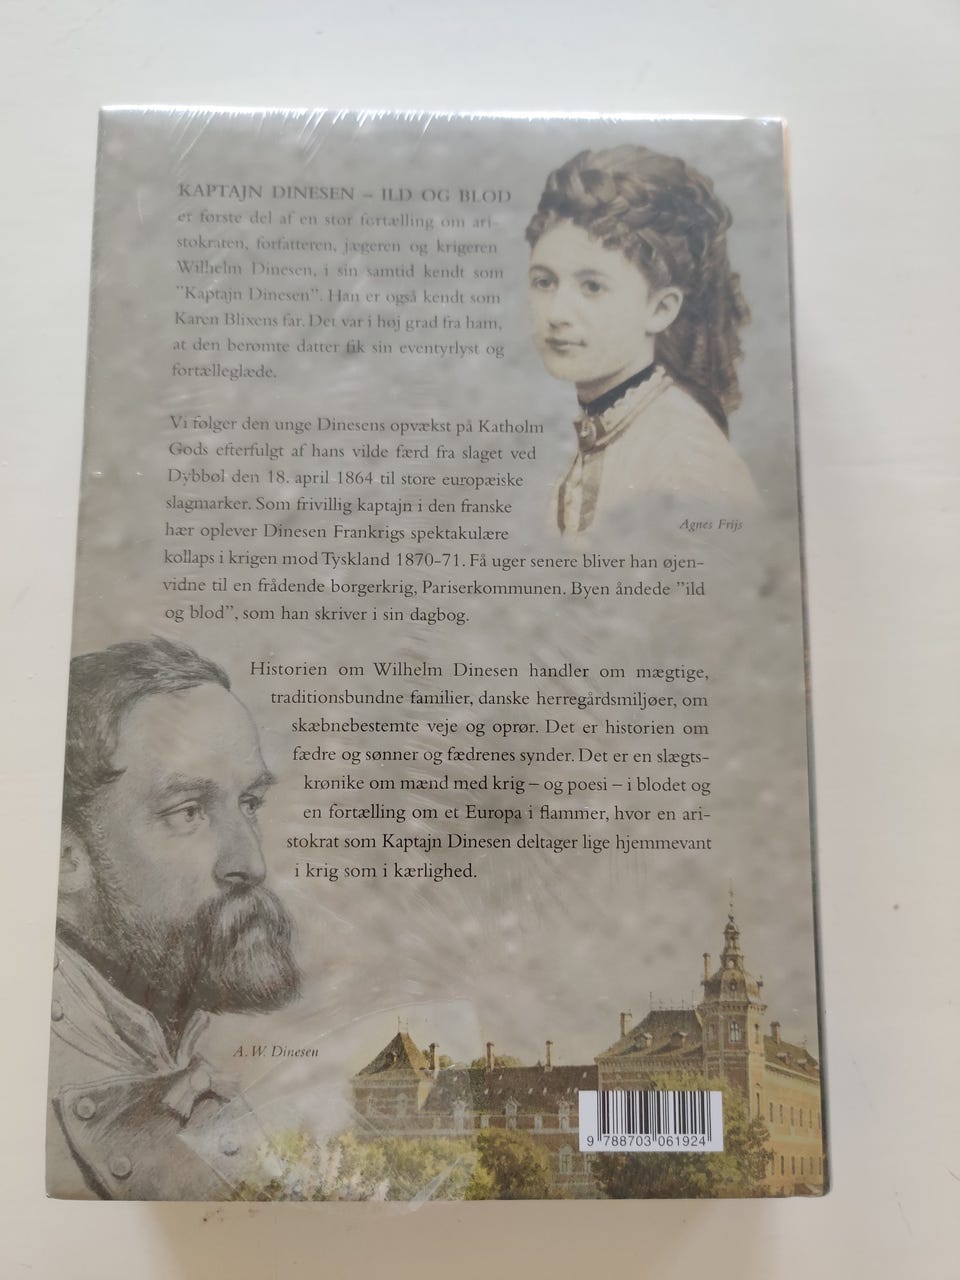 KAPTAJN DINESEN – ILD OG BLOD
er første del af en stor fortælling om ari-
stokraten, forfatteren, jægeren og krigeren
Wilhelm Dinesen, i sin samtid kendt som
”Kaptajn Dinesen”. Han er også kendt som
Karen Blixens far. Det var i høj grad fra ham,
at den berømte datter fik sin eventyrlyst og
fortælleglæde.
Vi følger den unge Dinesens opvækst på Katholm
Gods efterfulgt af hans vilde færd fra slaget ved
Dybbøl den 18. april 1864 til store europæiske
slagmarker. Som frivillig kaptajn i den franske
hær oplever Dinesen Frankrigs spektakulære
kollaps i krigen mod Tyskland 1870-71. Få uger senere bliver han øjen-
vidne til en frådende borgerkrig, Pariserkommunen. Byen åndede ”ild
og blod”, som han skriver i sin dagbog.
Agnes Frijs
Historien om Wilhelm Dinesen handler om mægtige,
traditionsbundne familier, danske herregårdsmiljøer, om
skæbnebestemte veje og oprør. Det er historien om
fædre og sønner og fædrenes synder. Det er en slægts-
krønike om mænd med krig – og poesi – i blodet og
en fortælling om et Europa i flammer, hvor en ari-
stokrat som Kaptajn Dinesen deltager lige hjemmevant
i krig som i kærlighed.
A. W. Dinesen
9 788703 061924